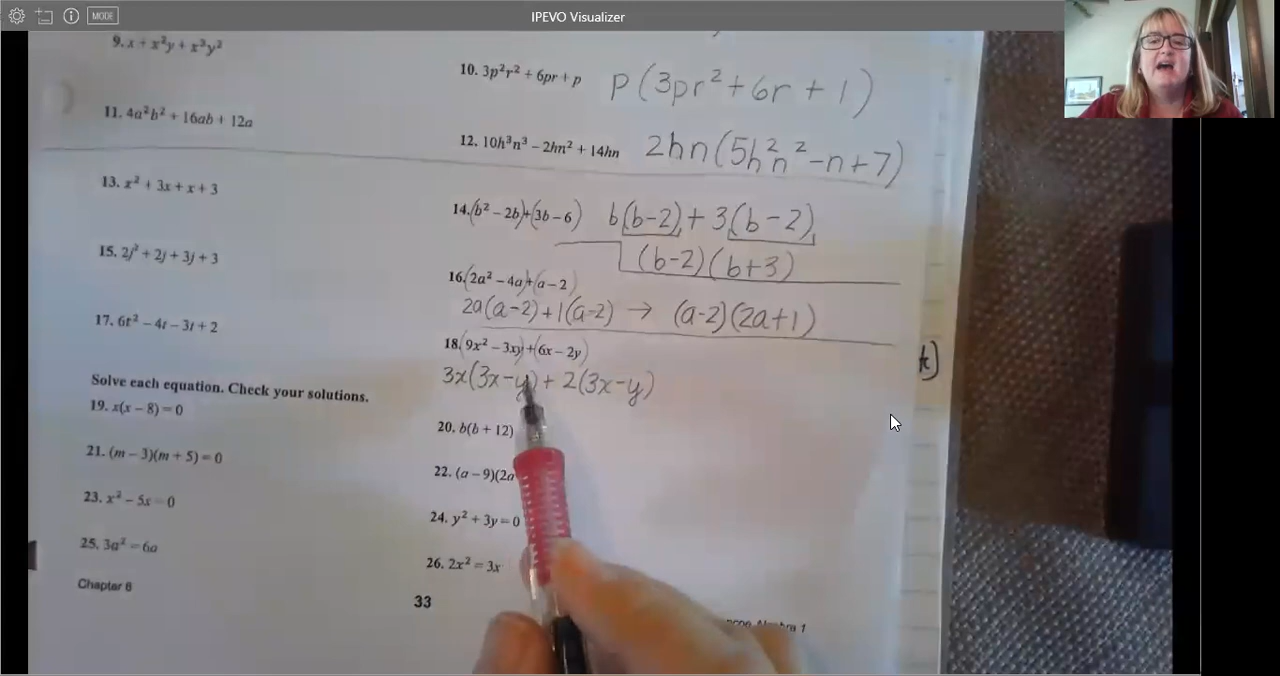 MODE
IPEVO Visualizer
9. x + x²y + x³y²
10. 3p²r² + 6pr + p p(3pr² + 6r + 1)
11. 4a²b² + 16ab + 12a
12. 10h³n³ – 2hn² + 14hn 2hn(5h²n² – n + 7)
13. x² + 3x + x + 3
14. (b² – 2b) + (3b – 6) b(b – 2) + 3(b – 2)
(b – 2)(b + 3)
15. 2j² + 2j + 3j + 3
16. (2a² – 4a) + (a – 2)
2a(a – 2) + 1(a – 2) → (a – 2)(2a + 1)
17. 6t² – 4t – 3t + 2
18. (9x² – 3xy) + (6x – 2y)
3x(3x – y) + 2(3x – y)
Solve each equation. Check your solutions.
19. x(x – 8) = 0
20. b(b + 12)
21. (m – 3)(m + 5) = 0
22. (a – 9)(2a
23. x² – 5x = 0
24. y² + 3y = 0
25. 3a² = 6a
26. 2x² = 3x
Chapter 6
33
Algebra 1